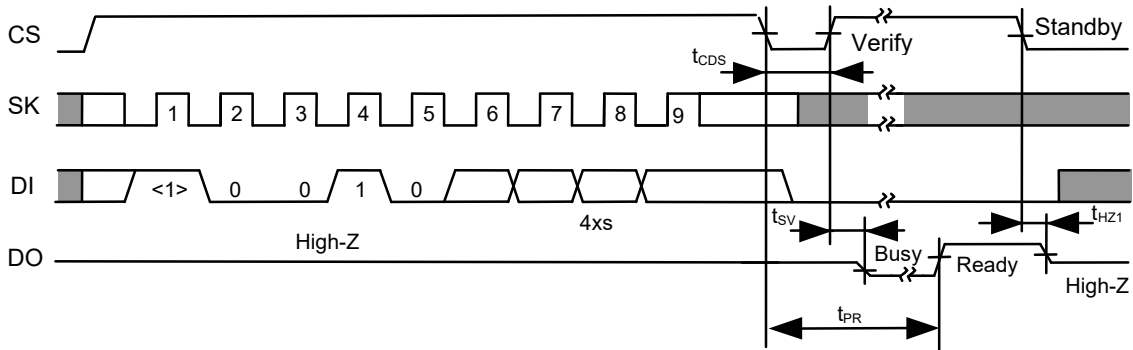 CS Verify Standby
tCDS
SK 1 2 3 4 5 6 7 8 9
DI <1> 0 0 1 0
4xs
tSV tHZ1
High-Z
DO Busy Ready
High-Z
tPR